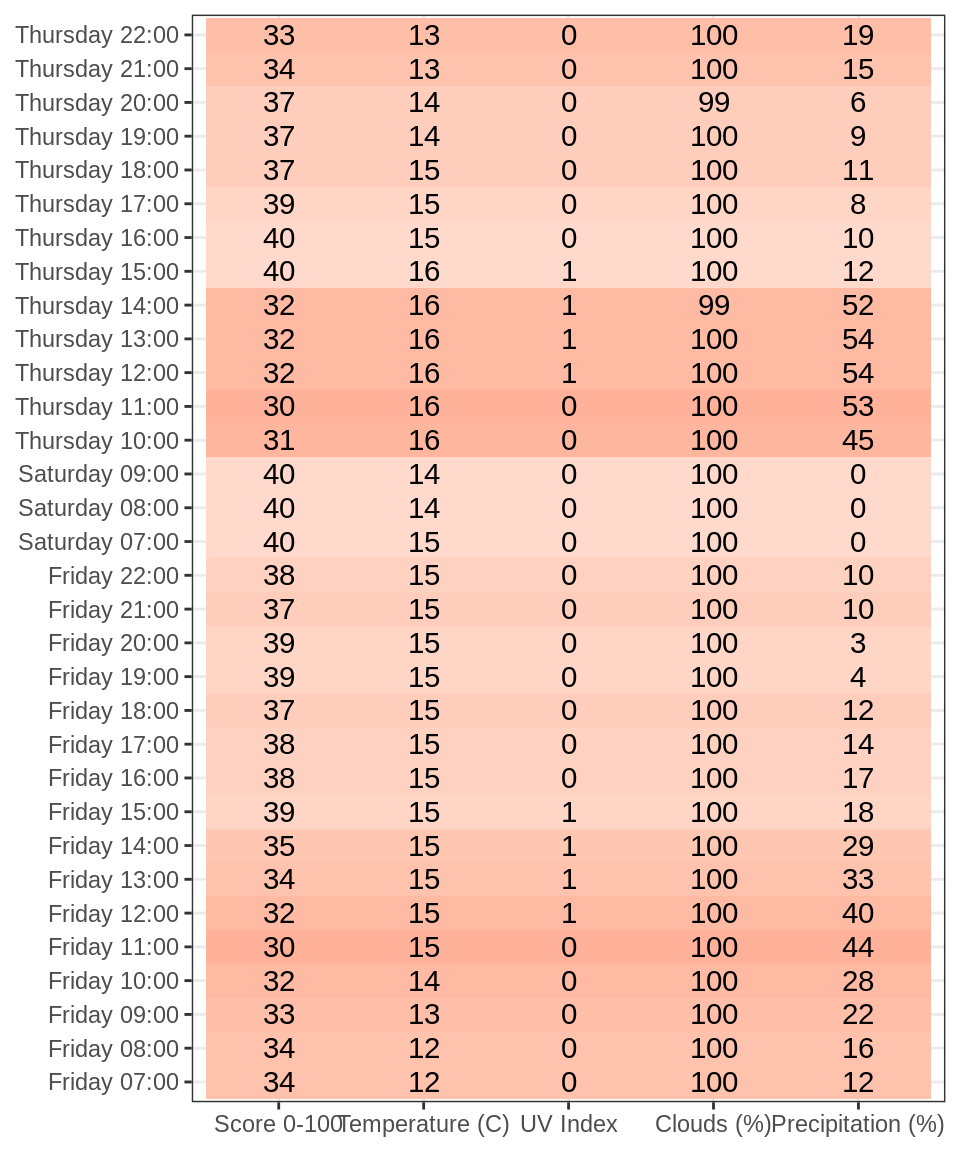 Thursday 22:00 33 13 0 100 19
Thursday 21:00 34 13 0 100 15
Thursday 20:00 37 14 0 99 6
Thursday 19:00 37 14 0 100 9
Thursday 18:00 37 15 0 100 11
Thursday 17:00 39 15 0 100 8
Thursday 16:00 40 15 0 100 10
Thursday 15:00 40 16 1 100 12
Thursday 14:00 32 16 1 99 52
Thursday 13:00 32 16 1 100 54
Thursday 12:00 32 16 1 100 54
Thursday 11:00 30 16 0 100 53
Thursday 10:00 31 16 0 100 45
Saturday 09:00 40 14 0 100 0
Saturday 08:00 40 14 0 100 0
Saturday 07:00 40 15 0 100 0
Friday 22:00 38 15 0 100 10
Friday 21:00 37 15 0 100 10
Friday 20:00 39 15 0 100 3
Friday 19:00 39 15 0 100 4
Friday 18:00 37 15 0 100 12
Friday 17:00 38 15 0 100 14
Friday 16:00 38 15 0 100 17
Friday 15:00 39 15 1 100 18
Friday 14:00 35 15 1 100 29
Friday 13:00 34 15 1 100 33
Friday 12:00 32 15 1 100 40
Friday 11:00 30 15 0 100 44
Friday 10:00 32 14 0 100 28
Friday 09:00 33 13 0 100 22
Friday 08:00 34 12 0 100 16
Friday 07:00 34 12 0 100 12
Score 0-100 Temperature (C) UV Index Clouds (%) Precipitation (%)